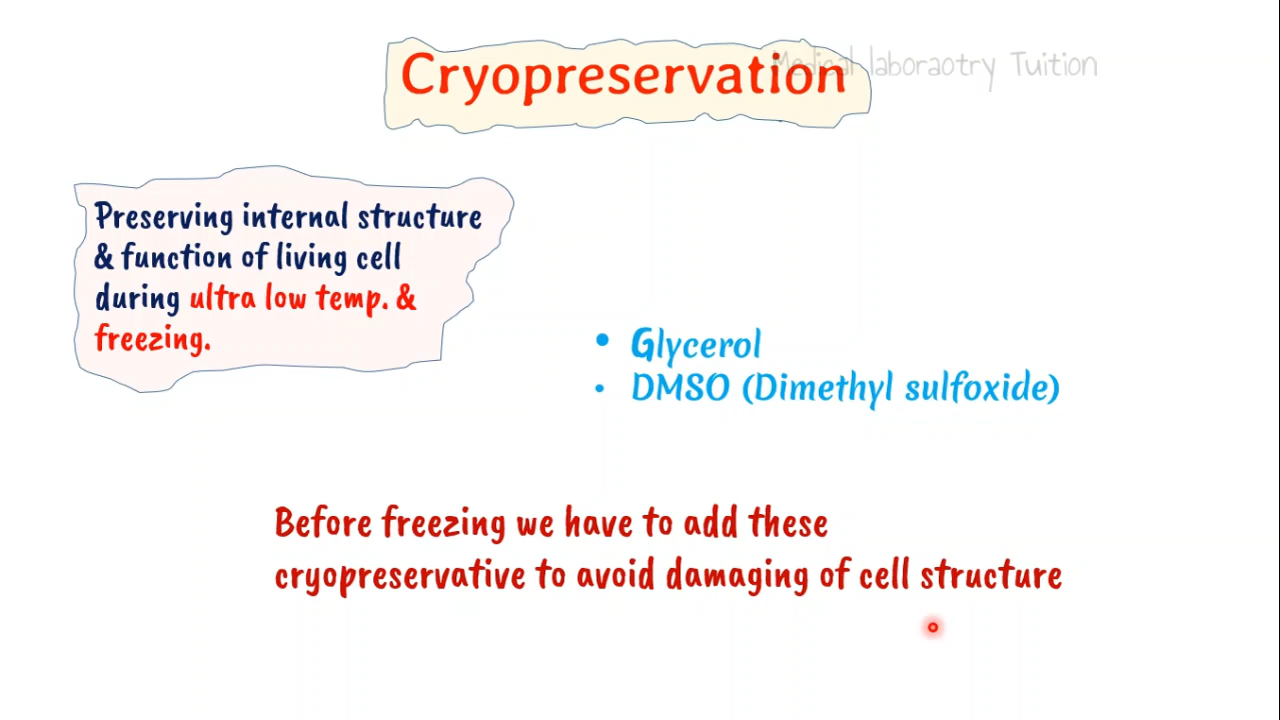 Cryopreservation
Medical laboraotry Tuition
Preserving internal structure
& function of living cell
during ultra low temp. &
freezing.
• Glycerol
• DMSO (Dimethyl sulfoxide)
Before freezing we have to add these
cryopreservative to avoid damaging of cell structure